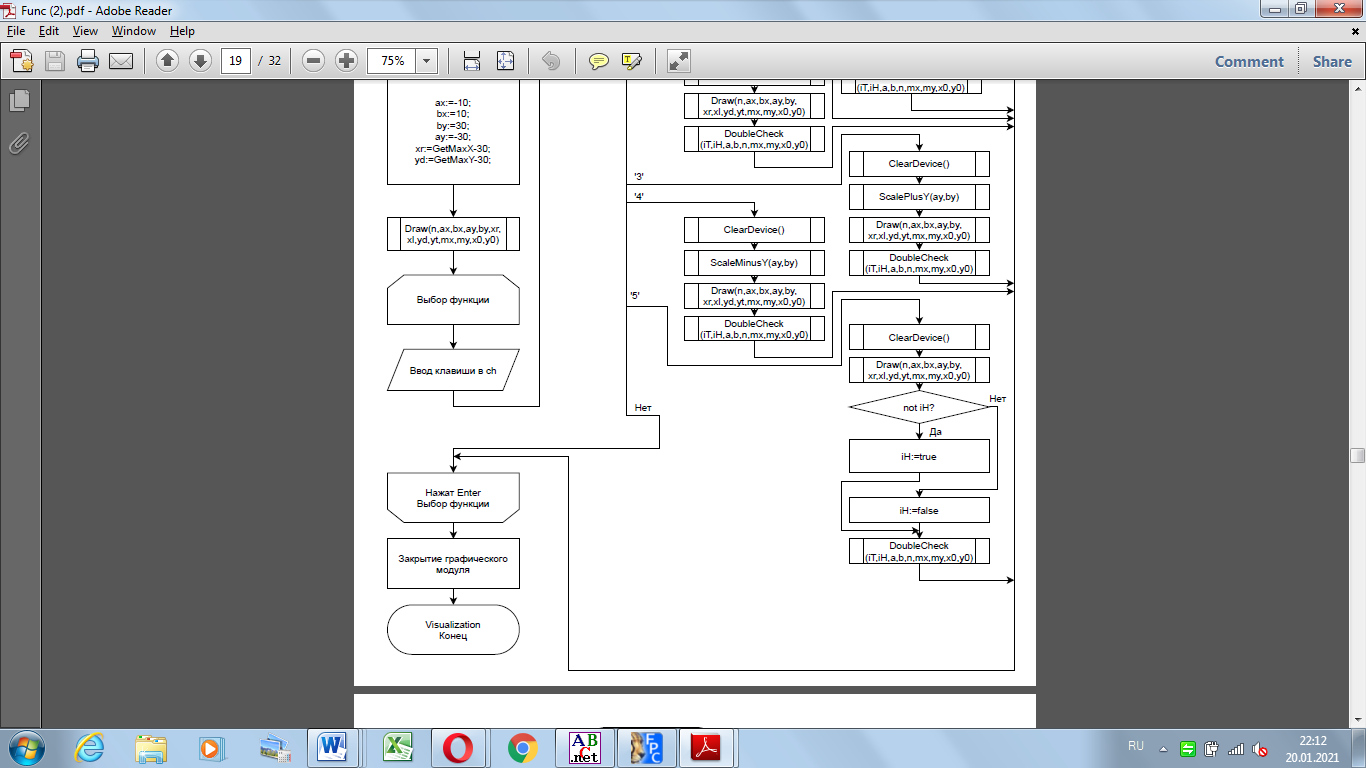 Func (2).pdf - Adobe Reader
File Edit View Window Help
19 / 32
75%
Comment Share
ax:=-10;
bx:=10;
by:=30;
ay:=-30;
xr:=GetMaxX-30;
yd:=GetMaxY-30;
Draw(n,ax,bx,ay,by,xr,
xl,yd,yt,mx,my,x0,y0)
Выбор функции
Ввод клавиши в ch
Нажат Enter
Выбор функции
Закрытие графического
модуля
Visualization
Конец
'3'
'4'
'5'
Нет
Draw(n,ax,bx,ay,by,
xr,xl,yd,yt,mx,my,x0,y0)
DoubleCheck
(iT,iH,a,b,n,mx,my,x0,y0)
ClearDevice()
ScaleMinusY(ay,by)
Draw(n,ax,bx,ay,by,
xr,xl,yd,yt,mx,my,x0,y0)
DoubleCheck
(iT,iH,a,b,n,mx,my,x0,y0)
(iT,iH,a,b,n,mx,my,x0,y0)
ClearDevice()
ScalePlusY(ay,by)
Draw(n,ax,bx,ay,by,
xr,xl,yd,yt,mx,my,x0,y0)
DoubleCheck
(iT,iH,a,b,n,mx,my,x0,y0)
ClearDevice()
Draw(n,ax,bx,ay,by,
xr,xl,yd,yt,mx,my,x0,y0)
not iH?
Нет
Да
iH:=true
iH:=false
DoubleCheck
(iT,iH,a,b,n,mx,my,x0,y0)
ABC
.net
FPC
RU
22:12
20.01.2021